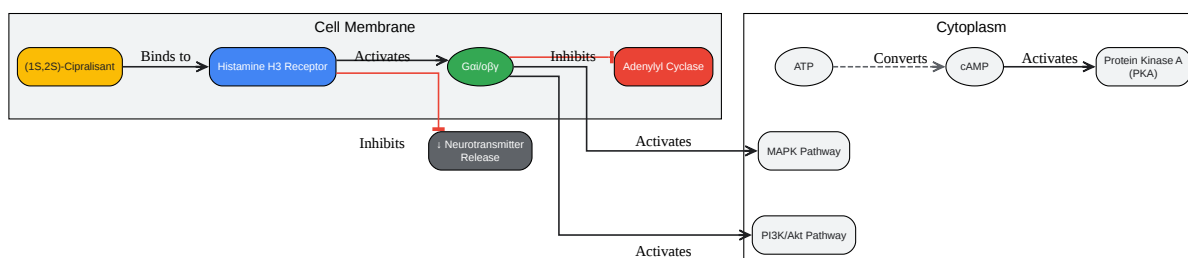 Cell Membrane
Cytoplasm
(1S,2S)-Cipralisant
Binds to
Histamine H3 Receptor
Activates
Gαi/oβγ
Inhibits
Adenylyl Cyclase
ATP
Converts
cAMP
Activates
Protein Kinase A
(PKA)
Inhibits
↓ Neurotransmitter
Release
Activates
MAPK Pathway
Activates
PI3K/Akt Pathway